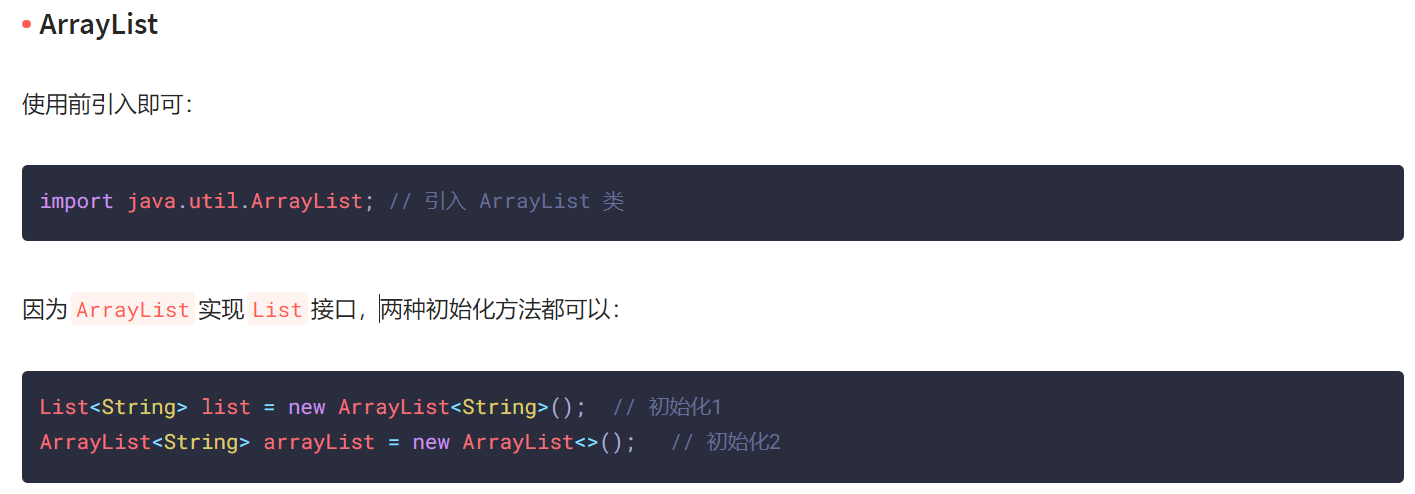 ArrayList
使用前引入即可：
import java.util.ArrayList; // 引入 ArrayList 类
因为 ArrayList 实现 List 接口，两种初始化方法都可以：
List<String> list = new ArrayList<String>();  // 初始化1
ArrayList<String> arrayList = new ArrayList<>();   // 初始化2